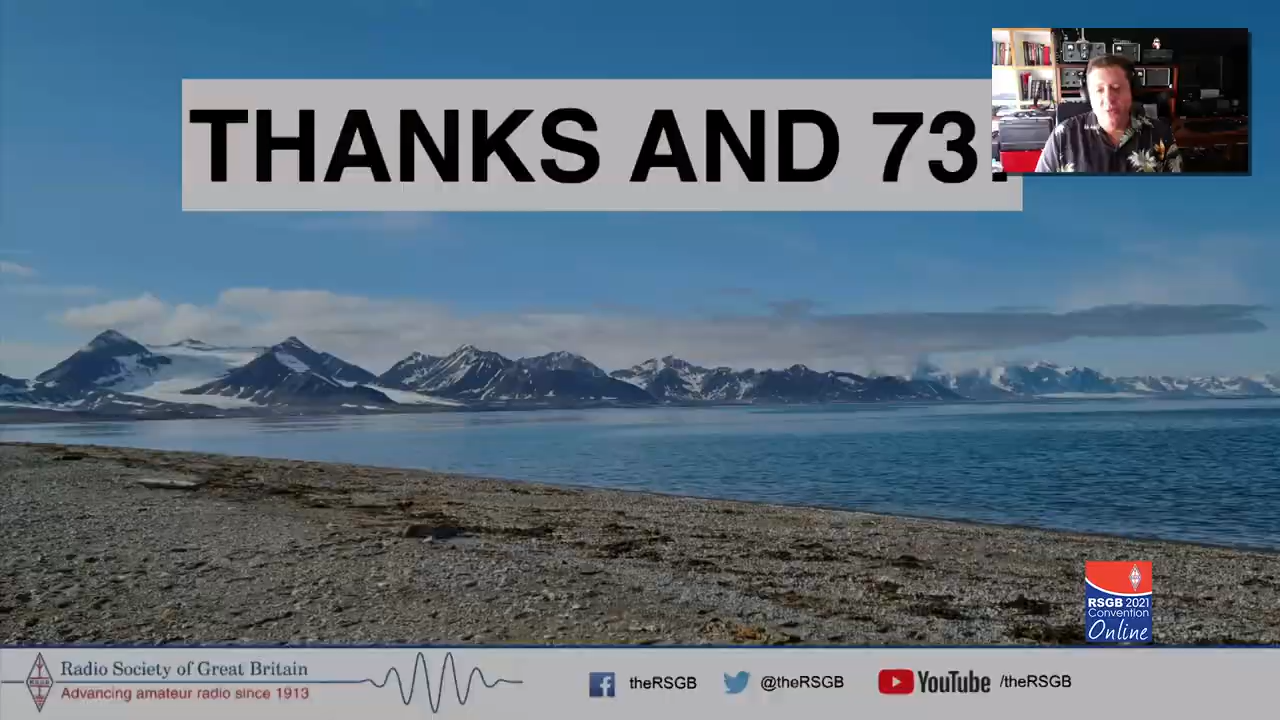 THANKS AND 73
RSGB 2021
Convention
Online
RSGB
Radio Society of Great Britain
Advancing amateur radio since 1913
theRSGB
@theRSGB
YouTube /theRSGB